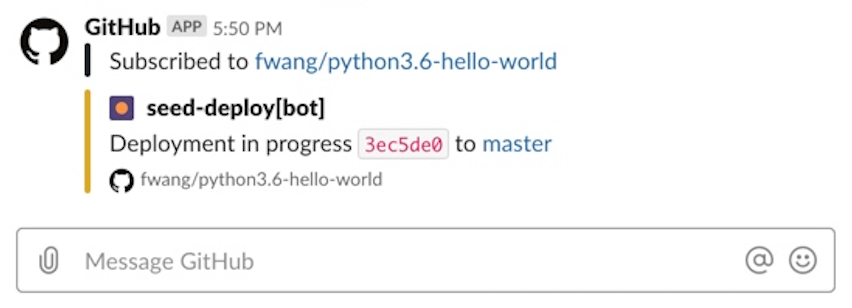 GitHub APP 5:50 PM
Subscribed to fwang/python3.6-hello-world
seed-deploy[bot]
Deployment in progress 3ec5de0 to master
fwang/python3.6-hello-world
Message GitHub